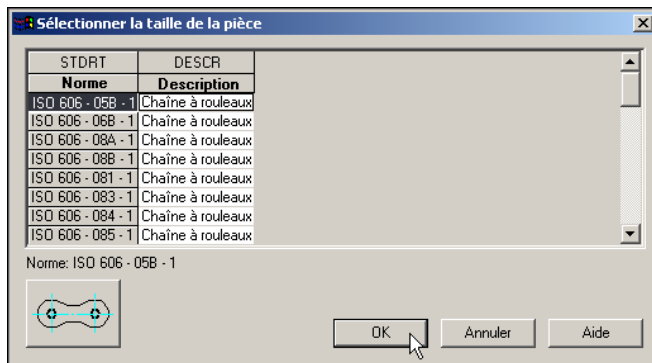 Sélectionner la taille de la pièce
STDRT DESCR
Norme Description
ISO 606 - 05B - 1 Chaîne à rouleaux
ISO 606 - 06B - 1 Chaîne à rouleaux
ISO 606 - 08A - 1 Chaîne à rouleaux
ISO 606 - 08B - 1 Chaîne à rouleaux
ISO 606 - 081 - 1 Chaîne à rouleaux
ISO 606 - 083 - 1 Chaîne à rouleaux
ISO 606 - 084 - 1 Chaîne à rouleaux
ISO 606 - 085 - 1 Chaîne à rouleaux
Norme: ISO 606 - 05B - 1
OK Annuler Aide